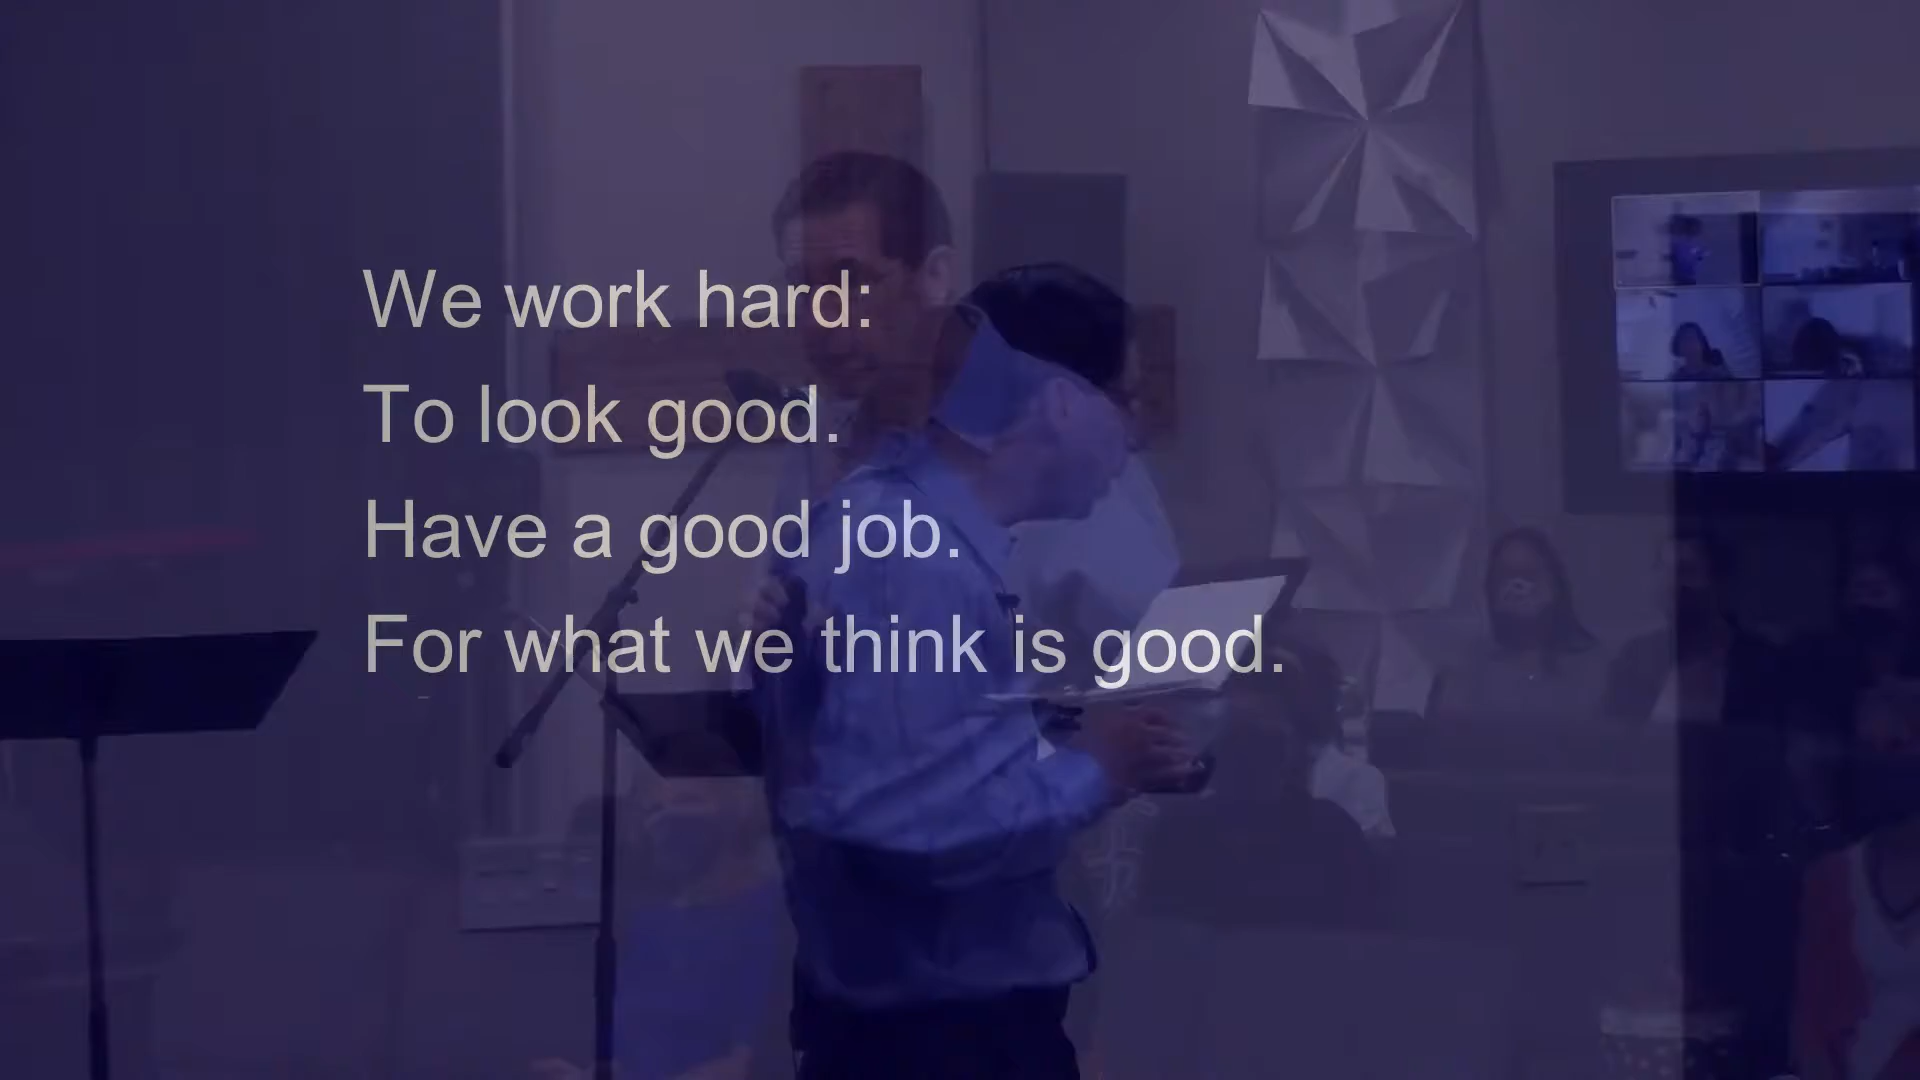 We work hard:
To look good.
Have a good job.
For what we think is good.